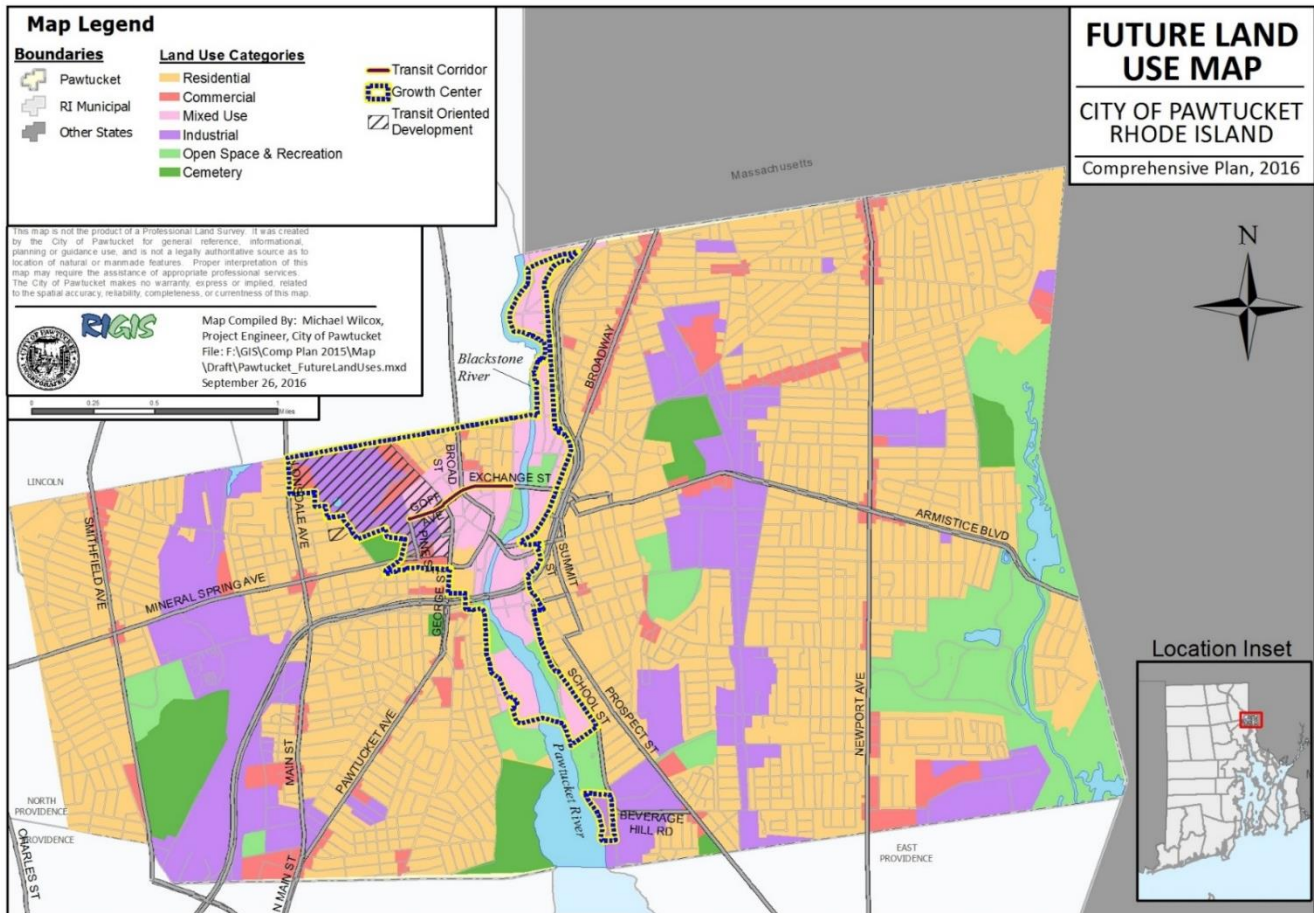 Map Legend
Boundaries
Pawtucket
RI Municipal
Other States
Land Use Categories
Residential
Commercial
Mixed Use
Industrial
Open Space & Recreation
Cemetery
Transit Corridor
Growth Center
Transit Oriented
Development
This map is not the product of a Professional Land Survey. It was created
by the City of Pawtucket for general reference, informational,
planning or guidance use, and is not a legally authoritative source as to
location of natural or manmade features. Proper interpretation of this
map may require the assistance of appropriate professional services.
The City of Pawtucket makes no warranty, express or implied, related
to the spatial accuracy, reliability, completeness, or currentness of this map.
RIGIS
Map Compiled By: Michael Wilcox,
Project Engineer, City of Pawtucket
File: F:\GIS\Comp Plan 2015\Map
\Draft\Pawtucket_FutureLandUses.mxd
September 26, 2016
0 0.25 0.5 1
Miles
FUTURE LAND
USE MAP
CITY OF PAWTUCKET
RHODE ISLAND
Comprehensive Plan, 2016
N
Massachusetts
Blackstone
River
BROADWAY
BROAD
ST
EXCHANGE ST
GOFF
AVE
PINE ST
LINCOLN
LONSDALE AVE
SMITHFIELD AVE
MINERAL SPRING AVE
GEORGE ST
SUMMIT
ST
ARMISTICE BLVD
SCHOOL ST
PROSPECT ST
NEWPORT AVE
MAIN ST
PAWTUCKET AVE
Pawtucket River
NORTH
PROVIDENCE
PROVIDENCE
CHARLES ST
N MAIN ST
BEVERAGE
HILL RD
EAST
PROVIDENCE
Location Inset